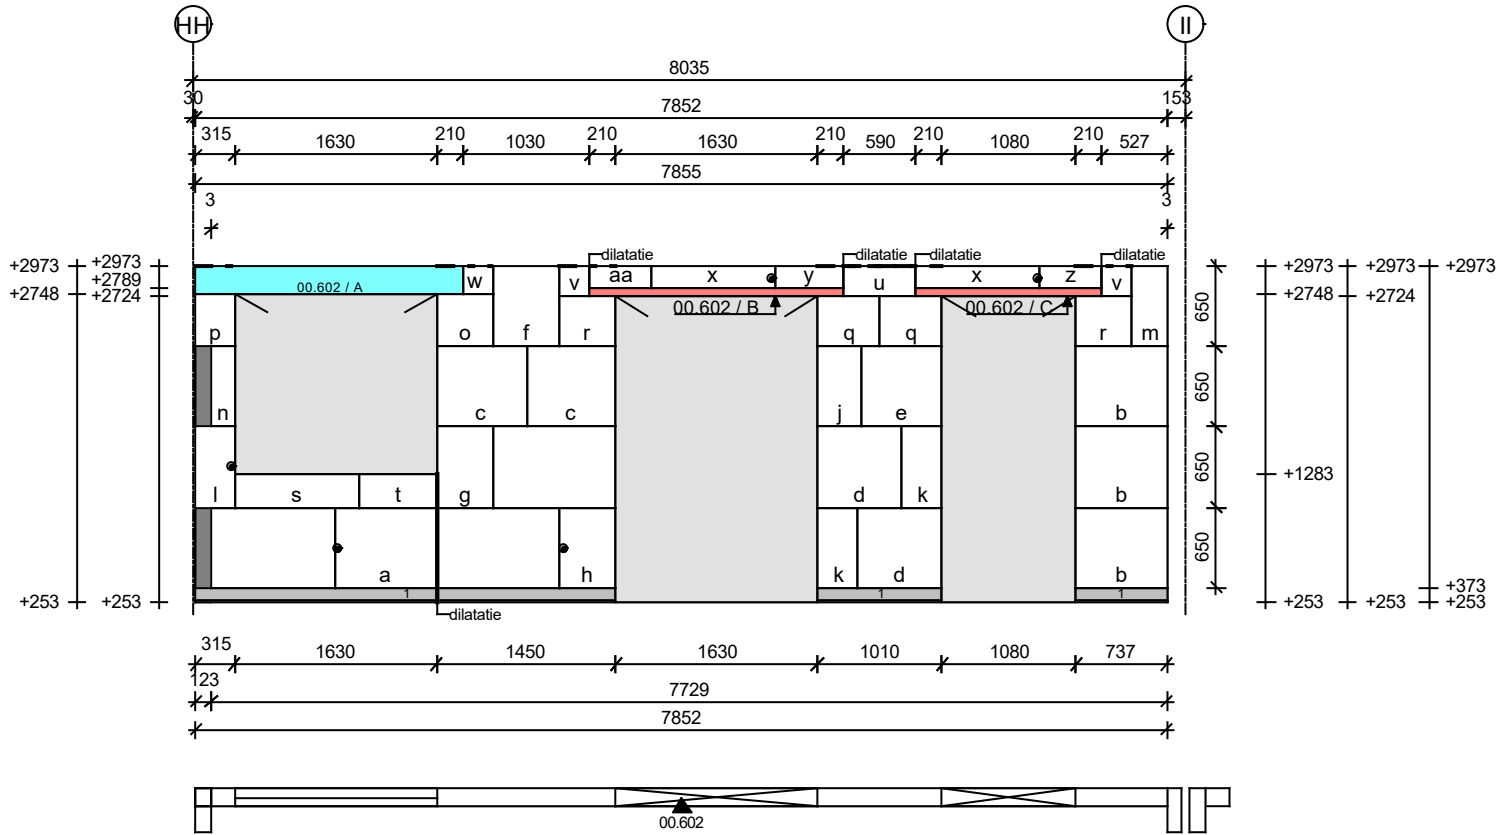 HH II
8035
30 7852 153
315 1630 210 1030 210 1630 210 590 210 1080 210 527
7855
3 3
dilatatie dilatatie dilatatie dilatatie
+2973 +2973 +2973 +2973 +2973
+2789
+2748 +2724 +2748 +2724
00.602 / A w v aa x y u x z v
00.602 / B 00.602 / C
p o f r q q r m
650
n c c j e b
650
+1283
l s t g d k b
650
a h k d b
650
1 1 1
+373
+253 +253 +253 +253 +253
dilatatie
315 1630 1450 1630 1010 1080 737
123 7729
7852
00.602